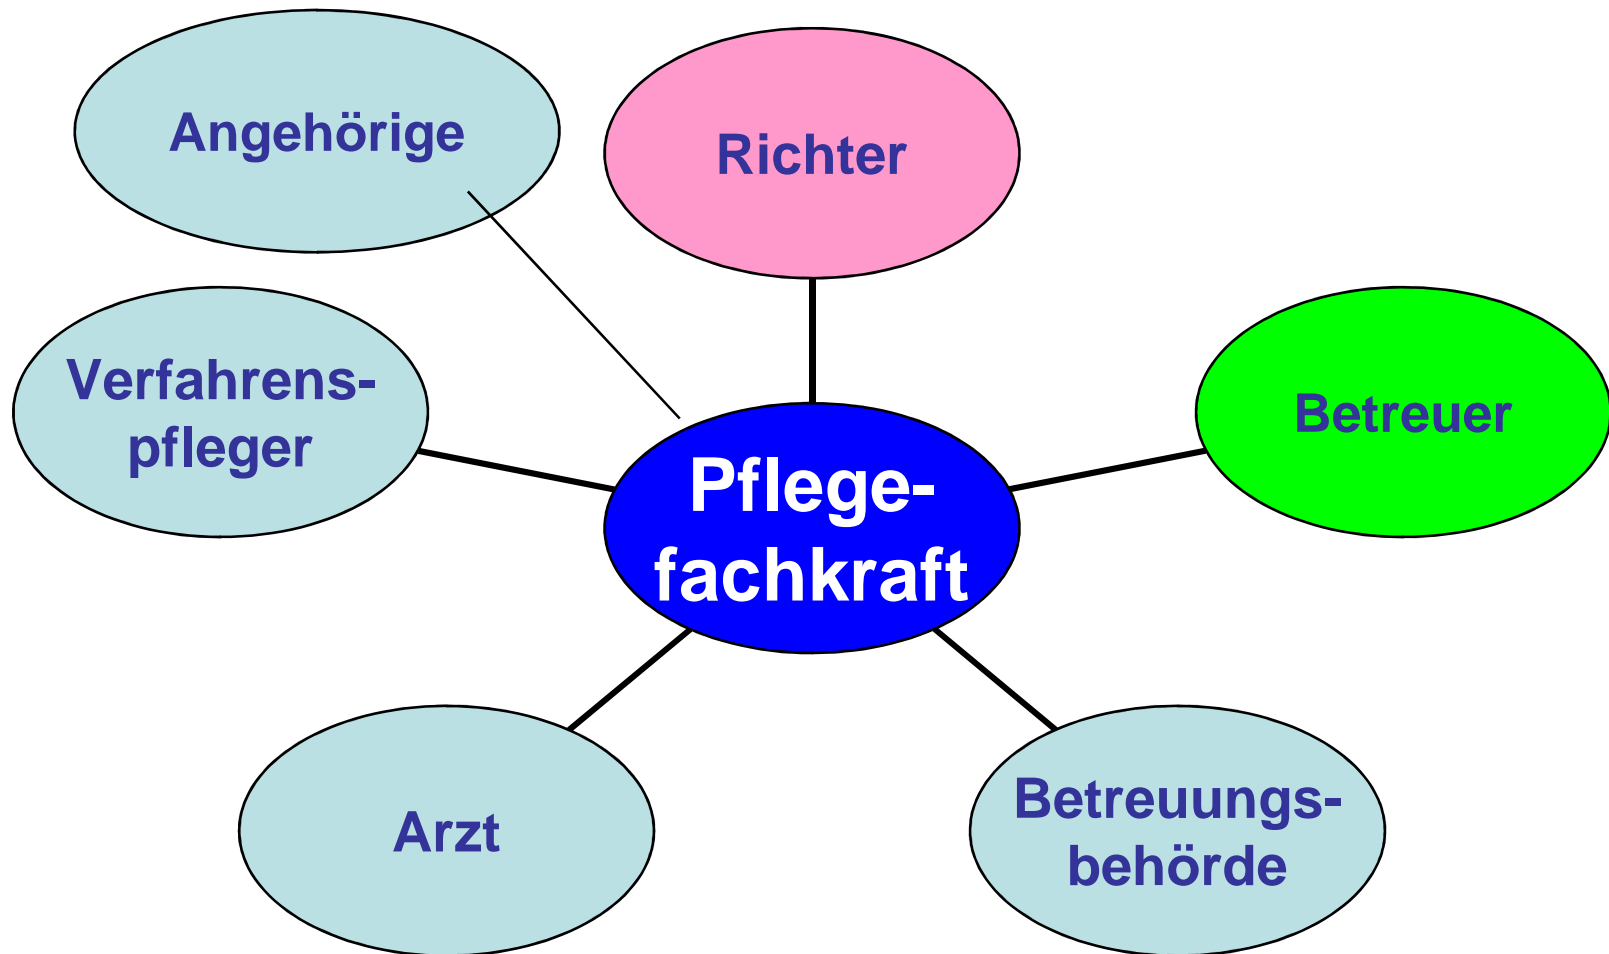 Angehörige
Richter
Verfahrens-
pfleger
Betreuer
Pflege-
fachkraft
Arzt
Betreuungs-
behörde